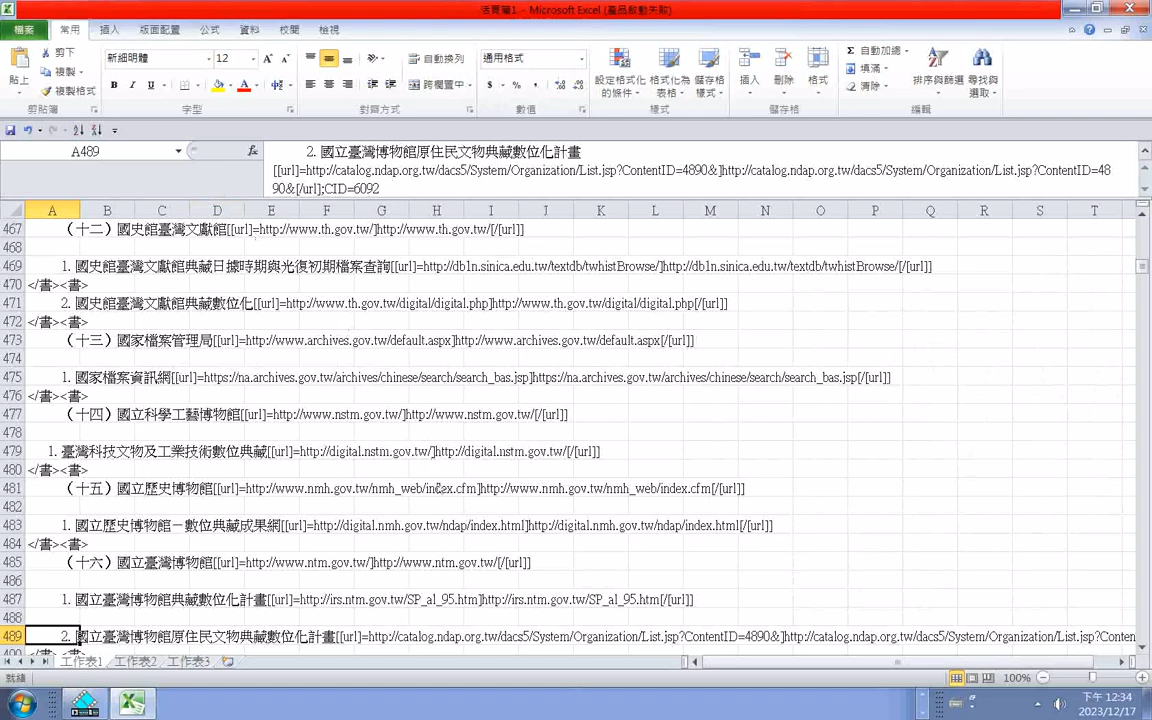 活頁簿1 - Microsoft Excel (產品啟動失敗)
檔案 常用 插入 版面配置 公式 資料 校閱 檢視
貼上 剪下 複製 複製格式 剪貼簿
新細明體 12 B I U A 字型
自動換列 跨欄置中 對齊方式
通用格式 $ % , 數值
設定格式化的條件 格式化為表格 儲存格樣式 樣式
插入 刪除 格式 儲存格
Σ 自動加總 填滿 清除 排序與篩選 尋找與選取 編輯
A489 fx 2. 國立臺灣博物館原住民文物典藏數位化計畫
[[url]=http://catalog.ndap.org.tw/dacs5/System/Organization/List.jsp?ContentID=4890&]http://catalog.ndap.org.tw/dacs5/System/Organization/List.jsp?ContentID=48
90&[/url];CID=6092
A B C D E F G H I J K L M N O P Q R S T
467 （十二）國史館臺灣文獻館[[url]=http://www.th.gov.tw/]http://www.th.gov.tw/[/url]]
468
469 1. 國史館臺灣文獻館典藏日據時期與光復初期檔案查詢[[url]=http://db1n.sinica.edu.tw/textdb/twhistBrowse/]http://db1n.sinica.edu.tw/textdb/twhistBrowse/[/url]]
470 </書><書>
471 2. 國史館臺灣文獻館典藏數位化[[url]=http://www.th.gov.tw/digital/digital.php]http://www.th.gov.tw/digital/digital.php[/url]]
472 </書><書>
473 （十三）國家檔案管理局[[url]=http://www.archives.gov.tw/default.aspx]http://www.archives.gov.tw/default.aspx[/url]]
474
475 1. 國家檔案資訊網[[url]=https://na.archives.gov.tw/archives/chinese/search/search_bas.jsp]https://na.archives.gov.tw/archives/chinese/search/search_bas.jsp[/url]]
476 </書><書>
477 （十四）國立科學工藝博物館[[url]=http://www.nstm.gov.tw/]http://www.nstm.gov.tw/[/url]]
478
479 1. 臺灣科技文物及工業技術數位典藏[[url]=http://digital.nstm.gov.tw/]http://digital.nstm.gov.tw/[/url]]
480 </書><書>
481 （十五）國立歷史博物館[[url]=http://www.nmh.gov.tw/nmh_web/index.cfm]http://www.nmh.gov.tw/nmh_web/index.cfm[/url]]
482
483 1. 國立歷史博物館－數位典藏成果網[[url]=http://digital.nmh.gov.tw/ndap/index.html]http://digital.nmh.gov.tw/ndap/index.html[/url]]
484 </書><書>
485 （十六）國立臺灣博物館[[url]=http://www.ntm.gov.tw/]http://www.ntm.gov.tw/[/url]]
486
487 1. 國立臺灣博物館典藏數位化計畫[[url]=http://irs.ntm.gov.tw/SP_al_95.htm]http://irs.ntm.gov.tw/SP_al_95.htm[/url]]
488
489 2. 國立臺灣博物館原住民文物典藏數位化計畫[[url]=http://catalog.ndap.org.tw/dacs5/System/Organization/List.jsp?ContentID=4890&]http://catalog.ndap.org.tw/dacs5/System/Organization/List.jsp?Conten
490 </書><書>
工作表1 工作表2 工作表3
就緒 100%
下午 12:34
2023/12/17